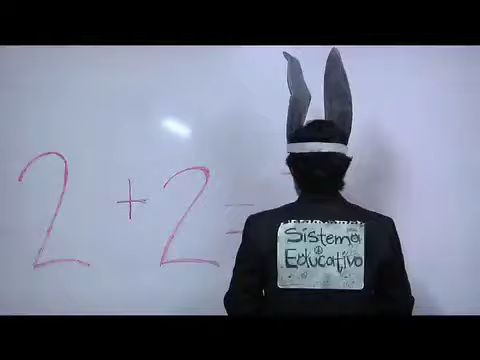 2 + 2 =
Sistema
Educativo